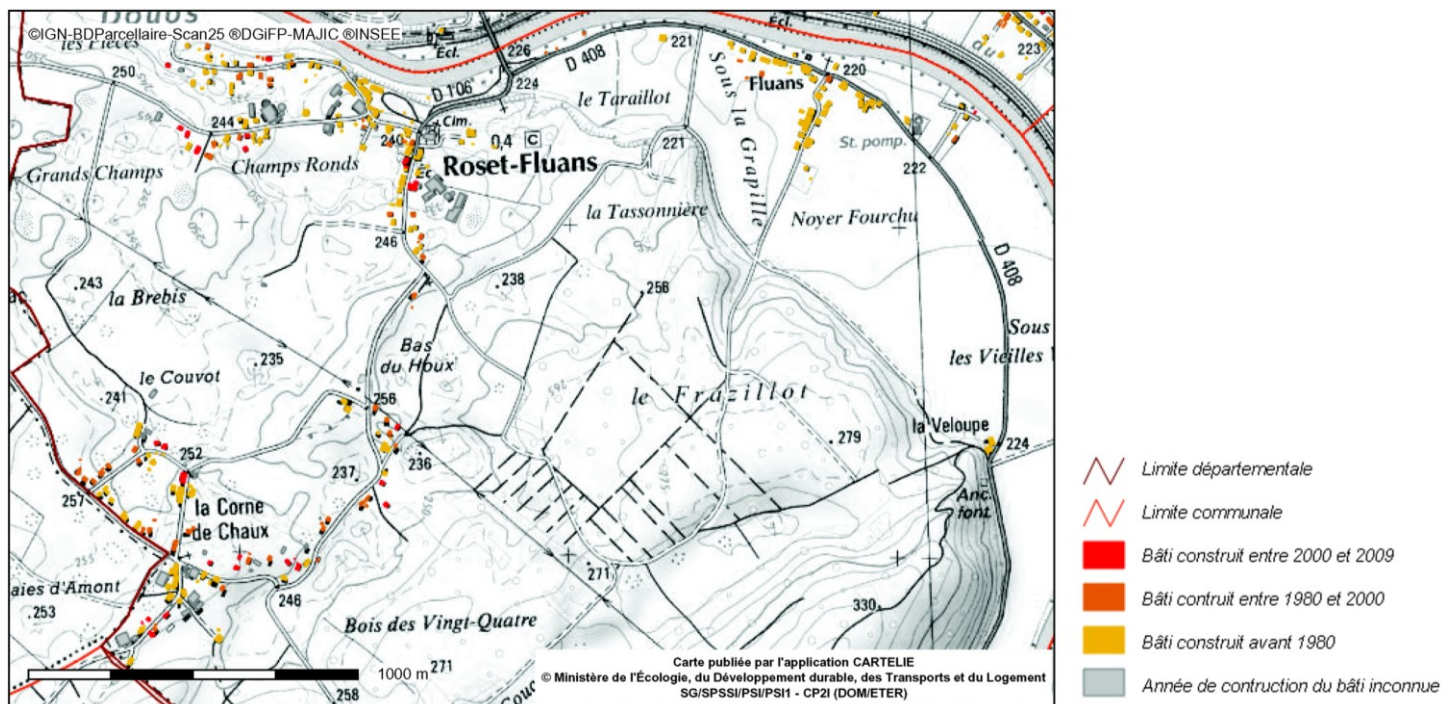 Doubs
©IGN-BDParcellaire-Scan25 ®DGiFP-MAJIC ®INSEE
les Pièces
Écl.
Écl.
226
D 408
221
220
223
250
D 106
224
le Taraillot
Sous la Grapille
Fluans
244
240
Cim.
0,4 C
221
St. pomp.
222
Grands Champs
Champs Ronds
Roset-Fluans
la Tassonnière
Noyer Fourchu
246
D 408
243
238
256
la Brebis
Sous
les Vieilles V
Bas
du Houx
235
le Couvot
256
le Frazillot
241
279
la Veloupe
224
252
236
237
257
la Corne
de Chaux
Anc.
font.
275
250
255
271
aies d'Amont
246
253
330
Bois des Vingt-Quatre
271
1000 m
258
Carte publiée par l'application CARTELIE
© Ministère de l'Écologie, du Développement durable, des Transports et du Logement
SG/SPSSI/PSI/PSI1 - CP2I (DOM/ETER)
Limite départementale
Limite communale
Bâti construit entre 2000 et 2009
Bâti contruit entre 1980 et 2000
Bâti construit avant 1980
Année de contruction du bâti inconnue